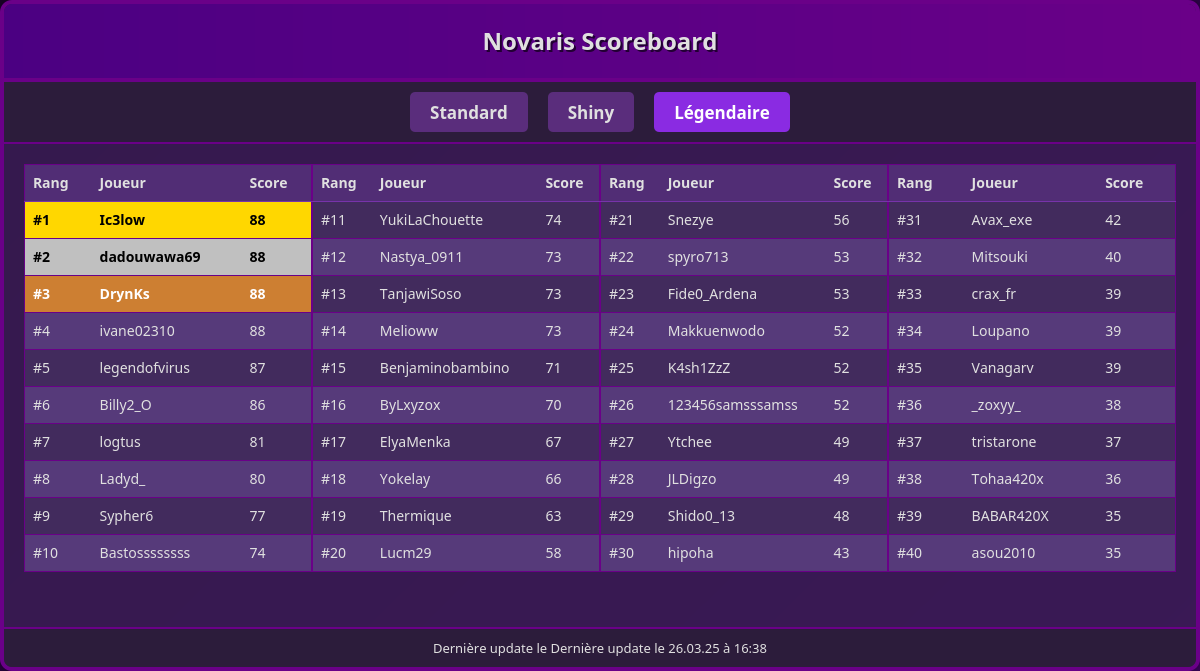 Novaris Scoreboard
Standard Shiny Légendaire
Rang Joueur Score Rang Joueur Score Rang Joueur Score Rang Joueur Score
#1 Ic3low 88 #11 YukiLaChouette 74 #21 Snezye 56 #31 Avax_exe 42
#2 dadouwawa69 88 #12 Nastya_0911 73 #22 spyro713 53 #32 Mitsouki 40
#3 DrynKs 88 #13 TanjawiSoso 73 #23 Fide0_Ardena 53 #33 crax_fr 39
#4 ivane02310 88 #14 Melioww 73 #24 Makkuenwodo 52 #34 Loupano 39
#5 legendofvirus 87 #15 Benjaminobambino 71 #25 K4sh1ZzZ 52 #35 Vanagarv 39
#6 Billy2_O 86 #16 ByLxyzox 70 #26 123456samsssamss 52 #36 _zoxyy_ 38
#7 logtus 81 #17 ElyaMenka 67 #27 Ytchee 49 #37 tristarone 37
#8 Ladyd_ 80 #18 Yokelay 66 #28 JLDigzo 49 #38 Tohaa420x 36
#9 Sypher6 77 #19 Thermique 63 #29 Shido0_13 48 #39 BABAR420X 35
#10 Bastossssssss 74 #20 Lucm29 58 #30 hipoha 43 #40 asou2010 35
Dernière update le Dernière update le 26.03.25 à 16:38